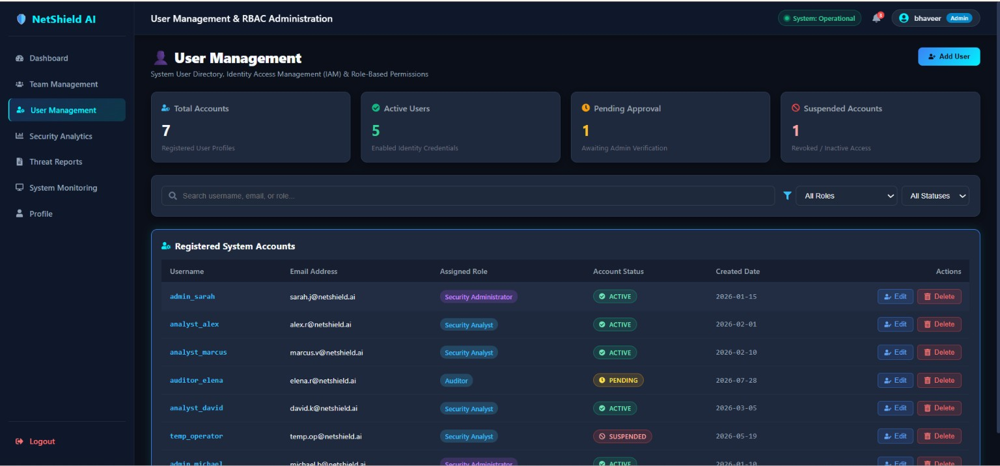 NetShield AI
User Management & RBAC Administration
System: Operational
3
bhaveer
Admin
Dashboard
Team Management
User Management
Security Analytics
Threat Reports
System Monitoring
Profile
Logout
User Management
Add User
System User Directory, Identity Access Management (IAM) & Role-Based Permissions
Total Accounts
7
Registered User Profiles
Active Users
5
Enabled Identity Credentials
Pending Approval
1
Awaiting Admin Verification
Suspended Accounts
1
Revoked / Inactive Access
Search username, email, or role...
All Roles
All Statuses
Registered System Accounts
Username Email Address Assigned Role Account Status Created Date Actions
admin_sarah sarah.j@netshield.ai Security Administrator ACTIVE 2026-01-15 Edit Delete
analyst_alex alex.r@netshield.ai Security Analyst ACTIVE 2026-02-01 Edit Delete
analyst_marcus marcus.v@netshield.ai Security Analyst ACTIVE 2026-02-10 Edit Delete
auditor_elena elena.r@netshield.ai Auditor PENDING 2026-07-28 Edit Delete
analyst_david david.k@netshield.ai Security Analyst ACTIVE 2026-03-05 Edit Delete
temp_operator temp.op@netshield.ai Security Analyst SUSPENDED 2026-05-19 Edit Delete
admin_michael michael.b@netshield.ai Security Administrator ACTIVE 2026-01-10 Edit Delete